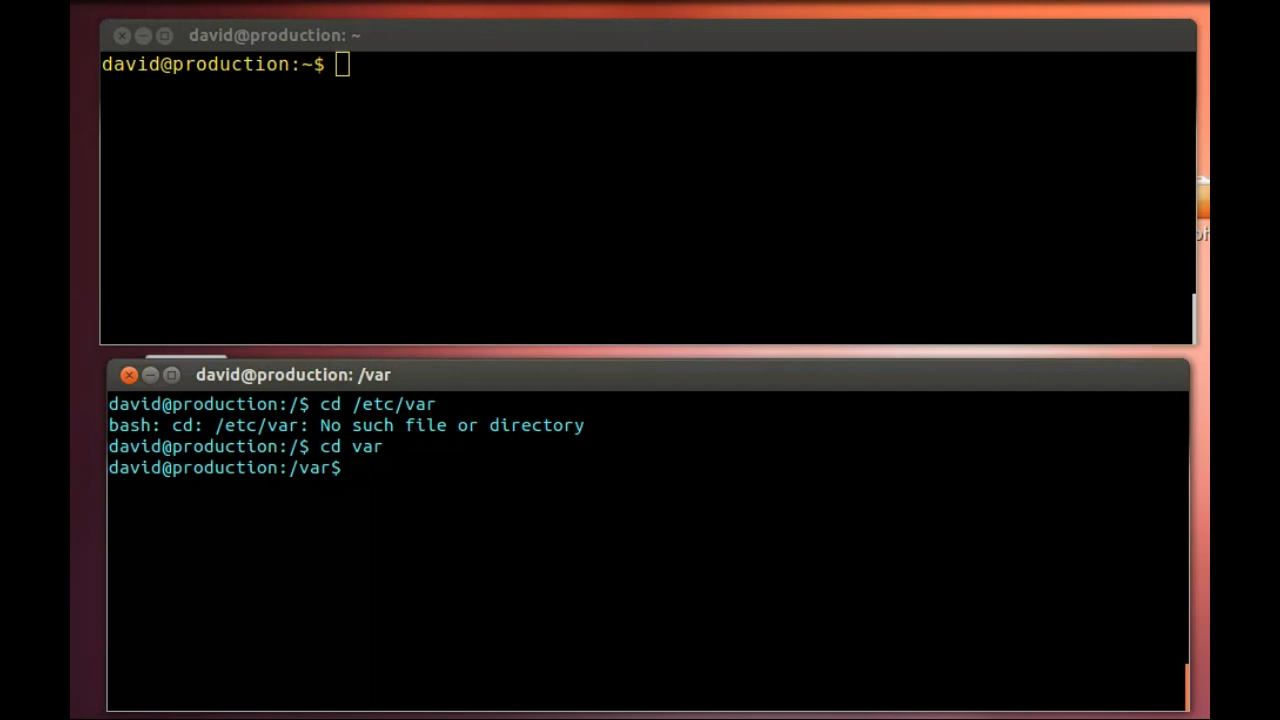 david@production: ~
david@production:~$
david@production: /var
david@production:/$ cd /etc/var
bash: cd: /etc/var: No such file or directory
david@production:/$ cd var
david@production:/var$